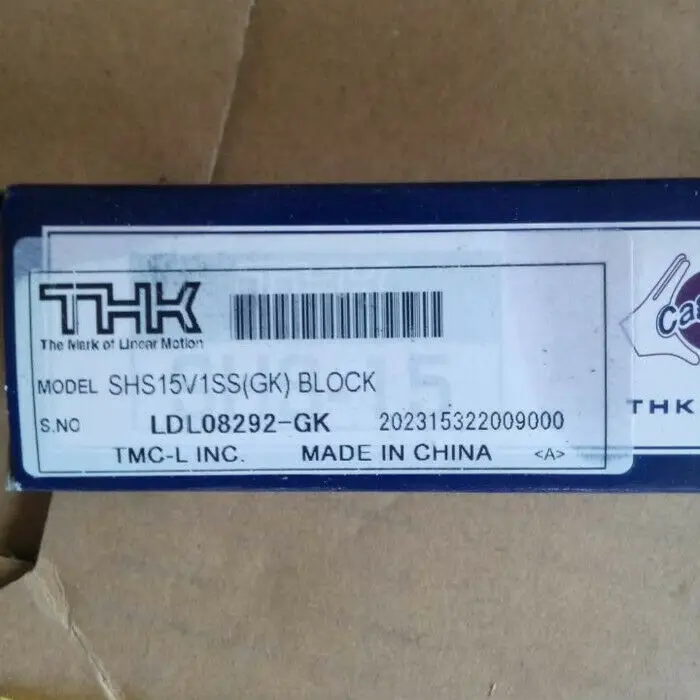 THK
The Mark of Linear Motion
MODEL SHS15V1SS(GK) BLOCK
S.NO LDL08292-GK 202315322009000
TMC-L INC. MADE IN CHINA <A>
Ca
THK